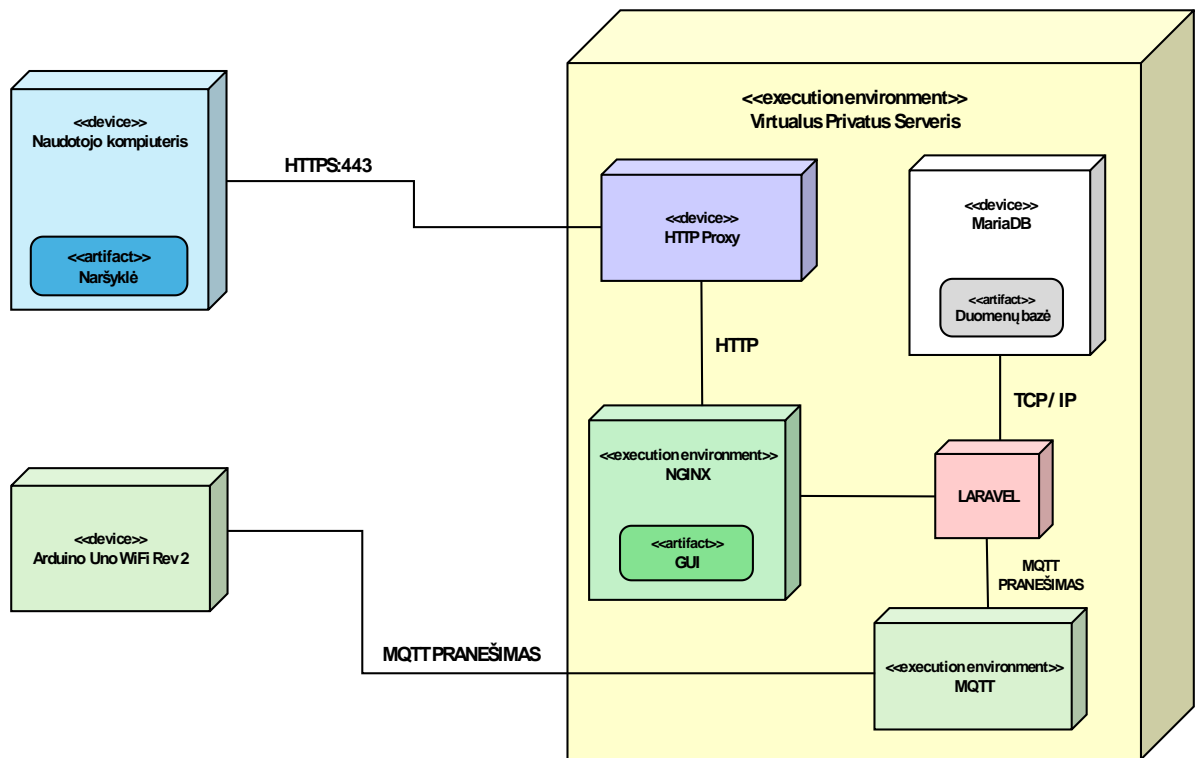 <<execution environment>>
Virtualus Privatus Serveris
<<device>>
Naudotojo kompiuteris
<<artifact>>
Naršyklė
HTTPS:443
<<device>>
HTTP Proxy
<<device>>
MariaDB
<<artifact>>
Duomenų bazė
HTTP
TCP / IP
<<execution environment>>
NGINX
<<artifact>>
GUI
LARAVEL
<<device>>
Arduino Uno WiFi Rev 2
MQTT
PRANEŠIMAS
MQTT PRANEŠIMAS
<<execution environment>>
MQTT